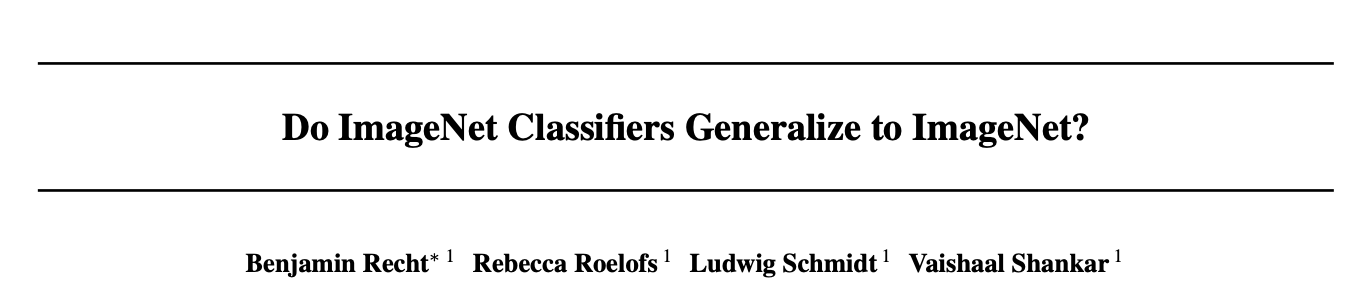 Do ImageNet Classifiers Generalize to ImageNet?
Benjamin Recht* 1 Rebecca Roelofs 1 Ludwig Schmidt 1 Vaishaal Shankar 1